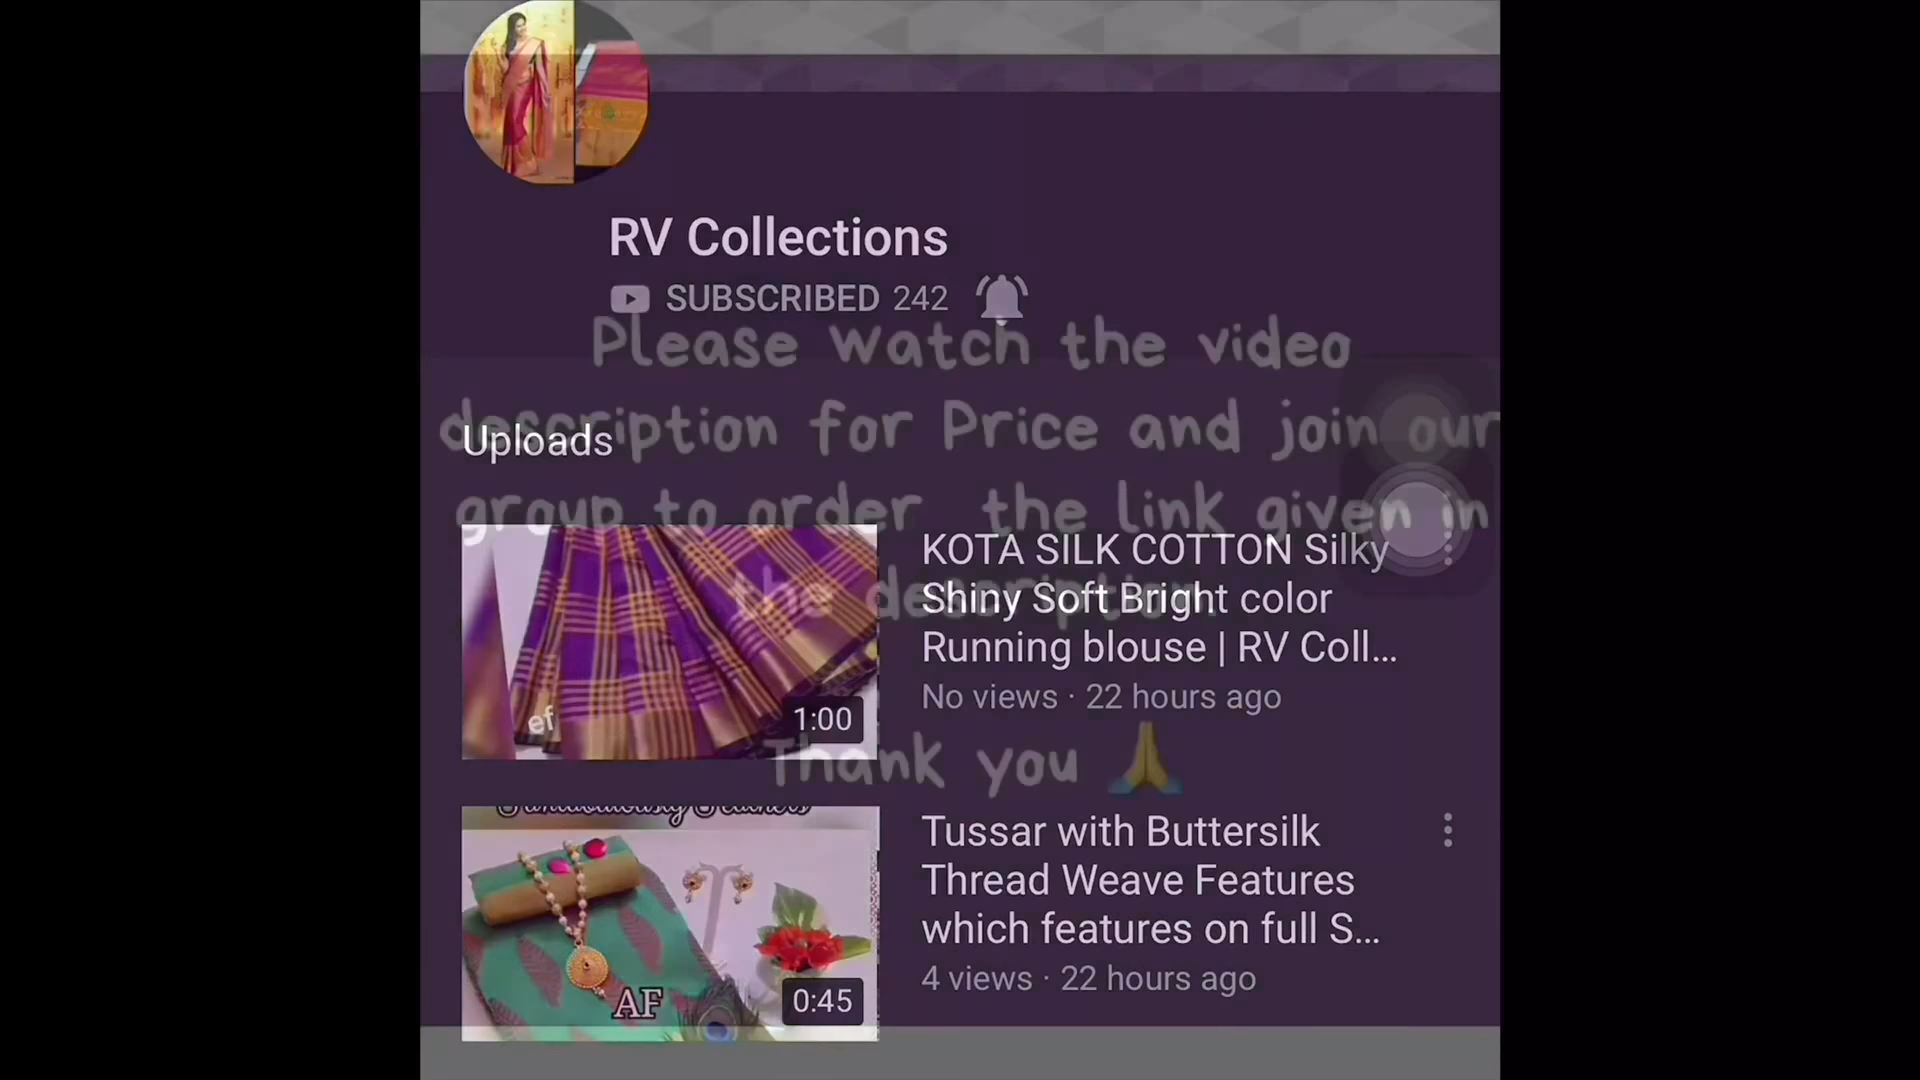 RV Collections
SUBSCRIBED 242
Please Watch the video
description for Price and join our
group to order the link given in
the description.
Thank you 🙏
Uploads
KOTA SILK COTTON Silky
Shiny Soft Bright color
Running blouse | RV Coll...
No views · 22 hours ago
ef
1:00
Tussar with Buttersilk
Thread Weave Features
which features on full S...
4 views · 22 hours ago
AF
0:45